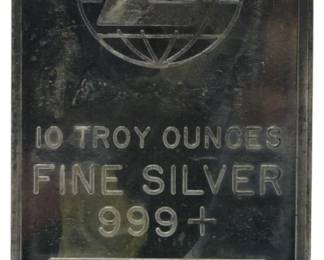 10 TROY OUNCES
FINE SILVER
999+